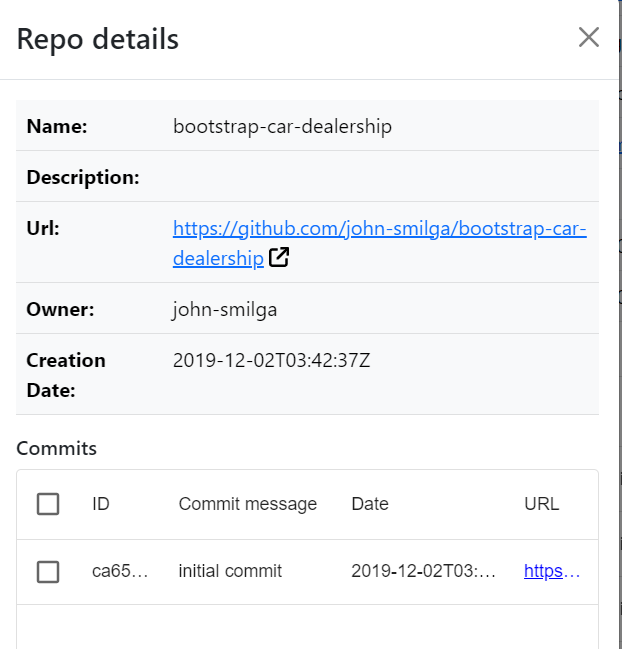 Repo details
Name: bootstrap-car-dealership
Description:
Url: https://github.com/john-smilga/bootstrap-car-
dealership
Owner: john-smilga
Creation 2019-12-02T03:42:37Z
Date:
Commits
ID Commit message Date URL
ca65… initial commit 2019-12-02T03:… https…